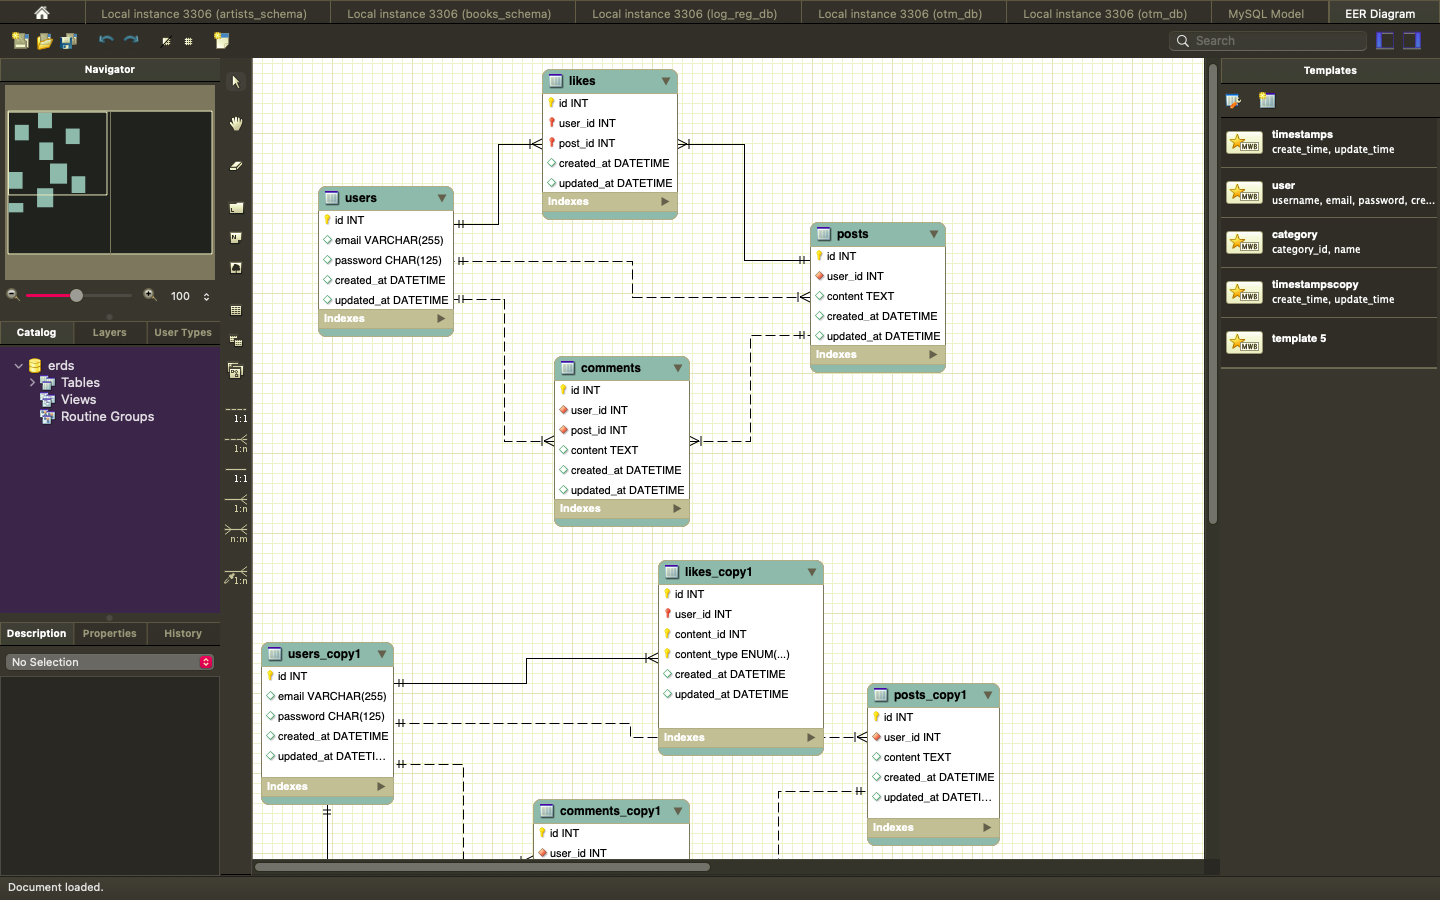 Local instance 3306 (artists_schema)
Local instance 3306 (books_schema)
Local instance 3306 (log_reg_db)
Local instance 3306 (otm_db)
Local instance 3306 (otm_db)
MySQL Model
EER Diagram
Search
Navigator
100
Catalog
Layers
User Types
erds
Tables
Views
Routine Groups
Description
Properties
History
No Selection
1:1
1:n
1:1
1:n
n:m
1:n
likes
id INT
user_id INT
post_id INT
created_at DATETIME
updated_at DATETIME
Indexes
users
id INT
email VARCHAR(255)
password CHAR(125)
created_at DATETIME
updated_at DATETIME
Indexes
posts
id INT
user_id INT
content TEXT
created_at DATETIME
updated_at DATETIME
Indexes
comments
id INT
user_id INT
post_id INT
content TEXT
created_at DATETIME
updated_at DATETIME
Indexes
likes_copy1
id INT
user_id INT
content_id INT
content_type ENUM(...)
created_at DATETIME
updated_at DATETIME
Indexes
users_copy1
id INT
email VARCHAR(255)
password CHAR(125)
created_at DATETIME
updated_at DATETI...
Indexes
posts_copy1
id INT
user_id INT
content TEXT
created_at DATETIME
updated_at DATETI...
Indexes
comments_copy1
id INT
user_id INT
Templates
MWB
timestamps
create_time, update_time
MWB
user
username, email, password, cre...
MWB
category
category_id, name
MWB
timestampscopy
create_time, update_time
MWB
template 5
Document loaded.